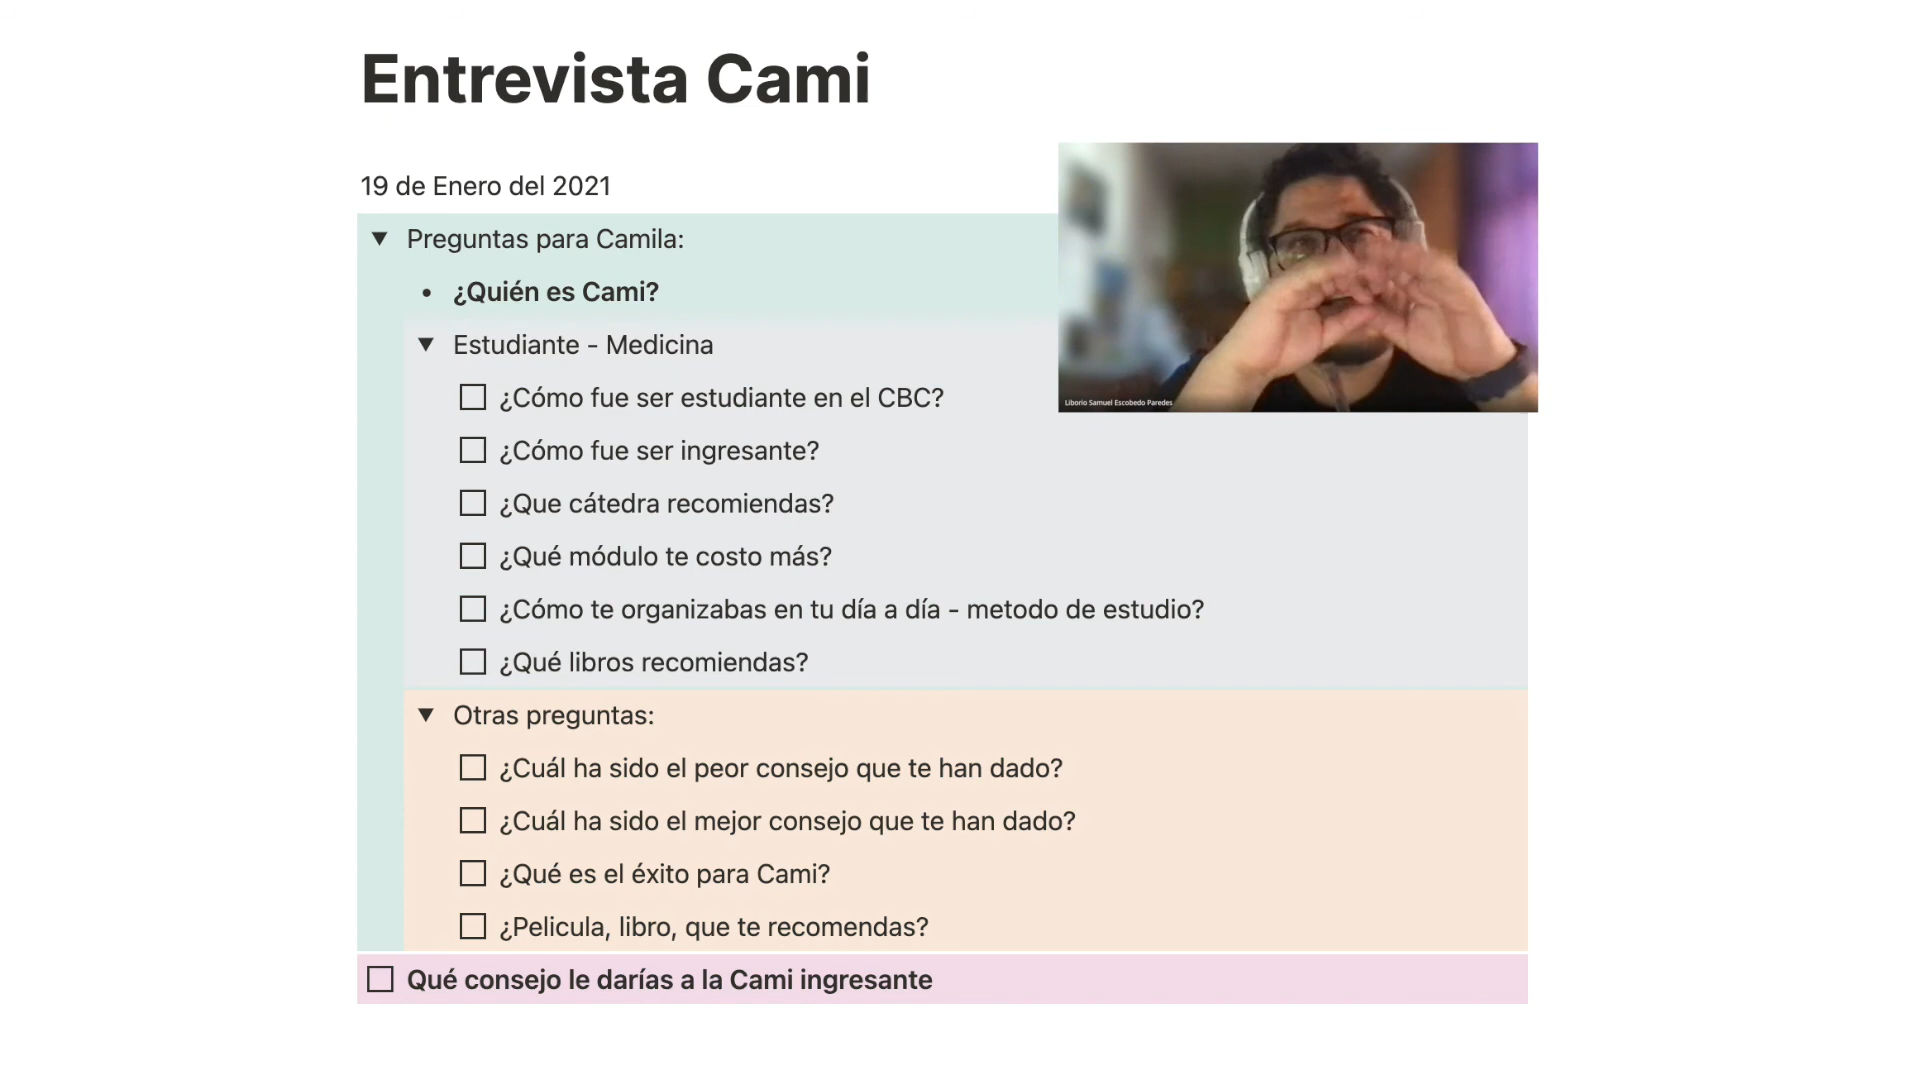 Entrevista Cami
19 de Enero del 2021
Preguntas para Camila:
¿Quién es Cami?
Estudiante - Medicina
¿Cómo fue ser estudiante en el CBC?
¿Cómo fue ser ingresante?
¿Que cátedra recomiendas?
¿Qué módulo te costo más?
¿Cómo te organizabas en tu día a día - metodo de estudio?
¿Qué libros recomiendas?
Otras preguntas:
¿Cuál ha sido el peor consejo que te han dado?
¿Cuál ha sido el mejor consejo que te han dado?
¿Qué es el éxito para Cami?
¿Pelicula, libro, que te recomendas?
Qué consejo le darías a la Cami ingresante
Liborio Samuel Escobedo Paredes